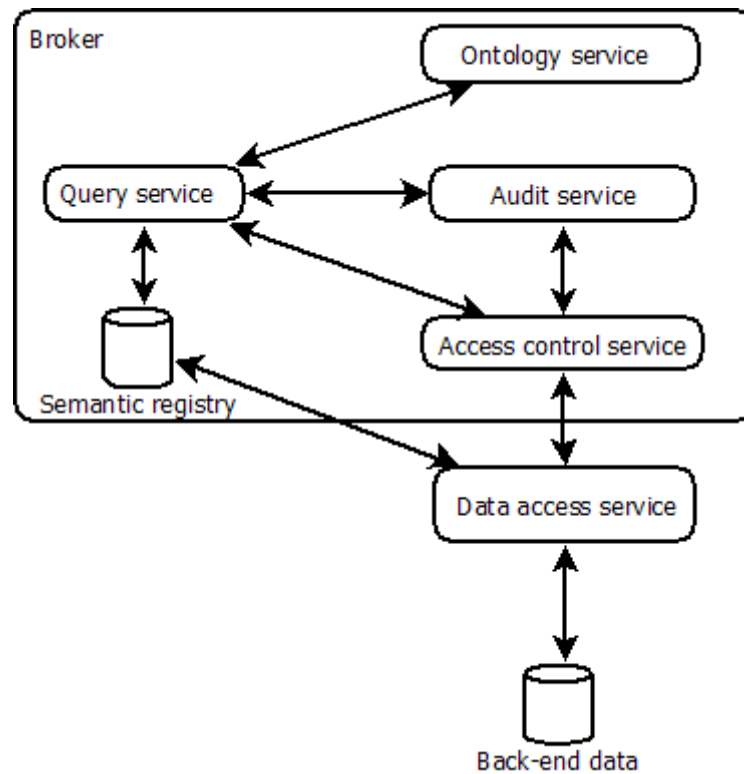 Broker
Ontology service
Query service
Audit service
Access control service
Semantic registry
Data access service
Back-end data